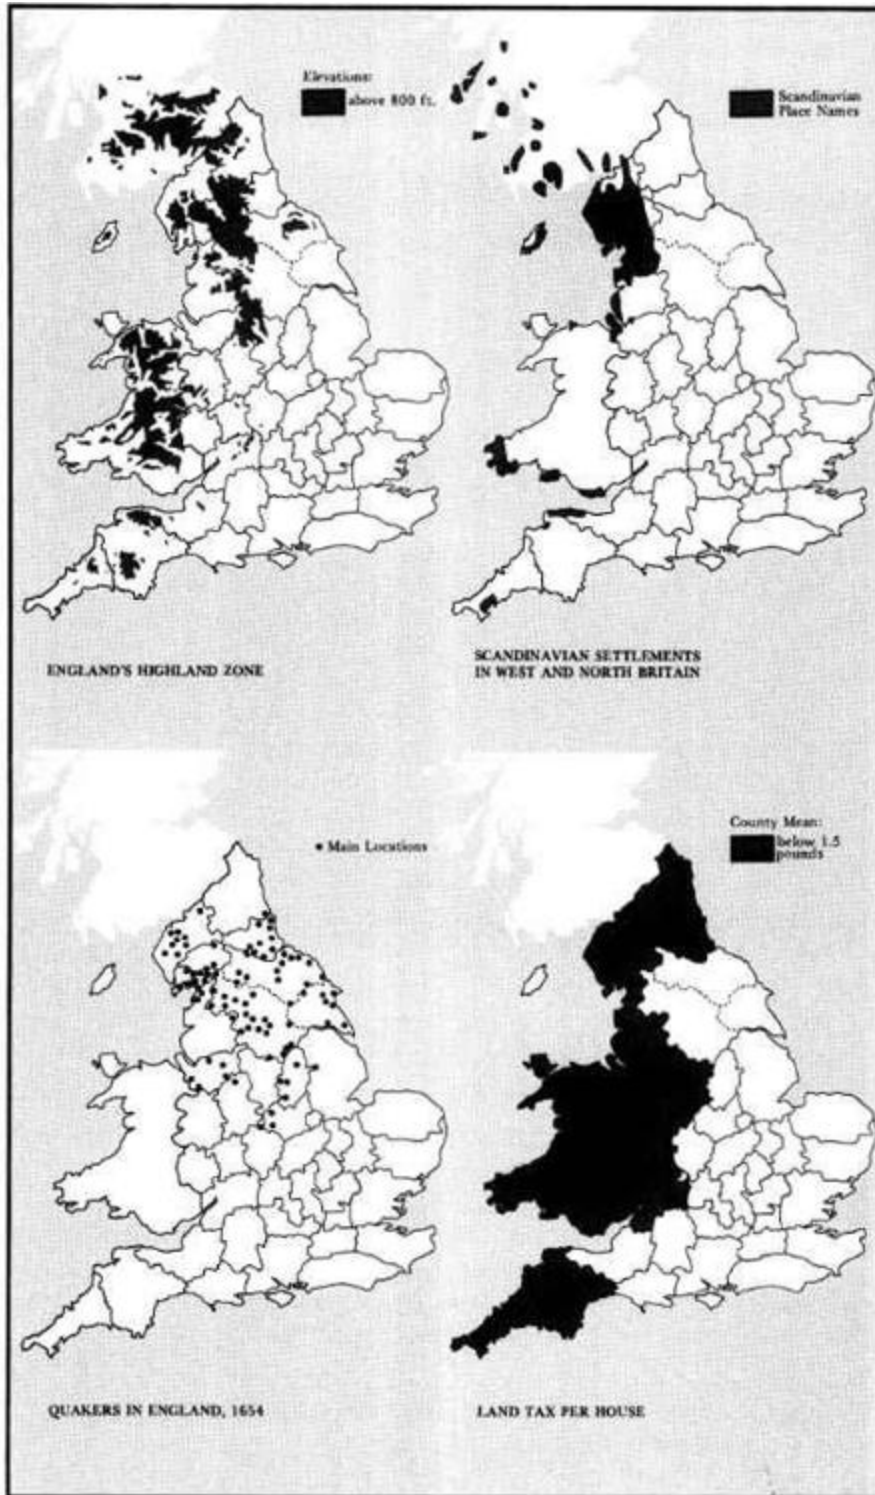 Elevations:
above 800 ft.
Scandinavian
Place Names
ENGLAND'S HIGHLAND ZONE
SCANDINAVIAN SETTLEMENTS
IN WEST AND NORTH BRITAIN
Main Locations
County Mean:
below 1.5
pounds
QUAKERS IN ENGLAND, 1654
LAND TAX PER HOUSE